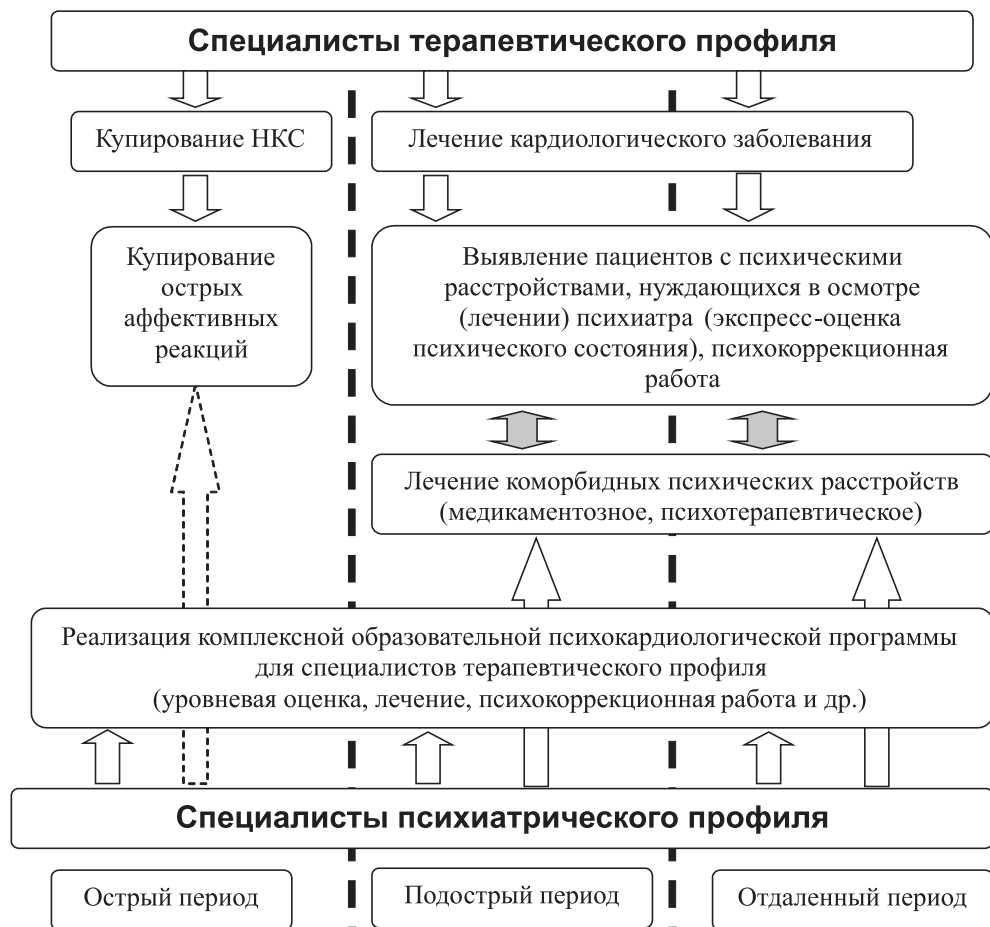 Специалисты терапевтического профиля
Купирование НКС
Лечение кардиологического заболевания
Купирование
острых
аффективных
реакций
Выявление пациентов с психическими
расстройствами, нуждающихся в осмотре
(лечении) психиатра (экспресс-оценка
психического состояния), психокоррекционная
работа
Лечение коморбидных психических расстройств
(медикаментозное, психотерапевтическое)
Реализация комплексной образовательной психокардиологической программы
для специалистов терапевтического профиля
(уровневая оценка, лечение, психокоррекционная работа и др.)
Специалисты психиатрического профиля
Острый период
Подострый период
Отдаленный период